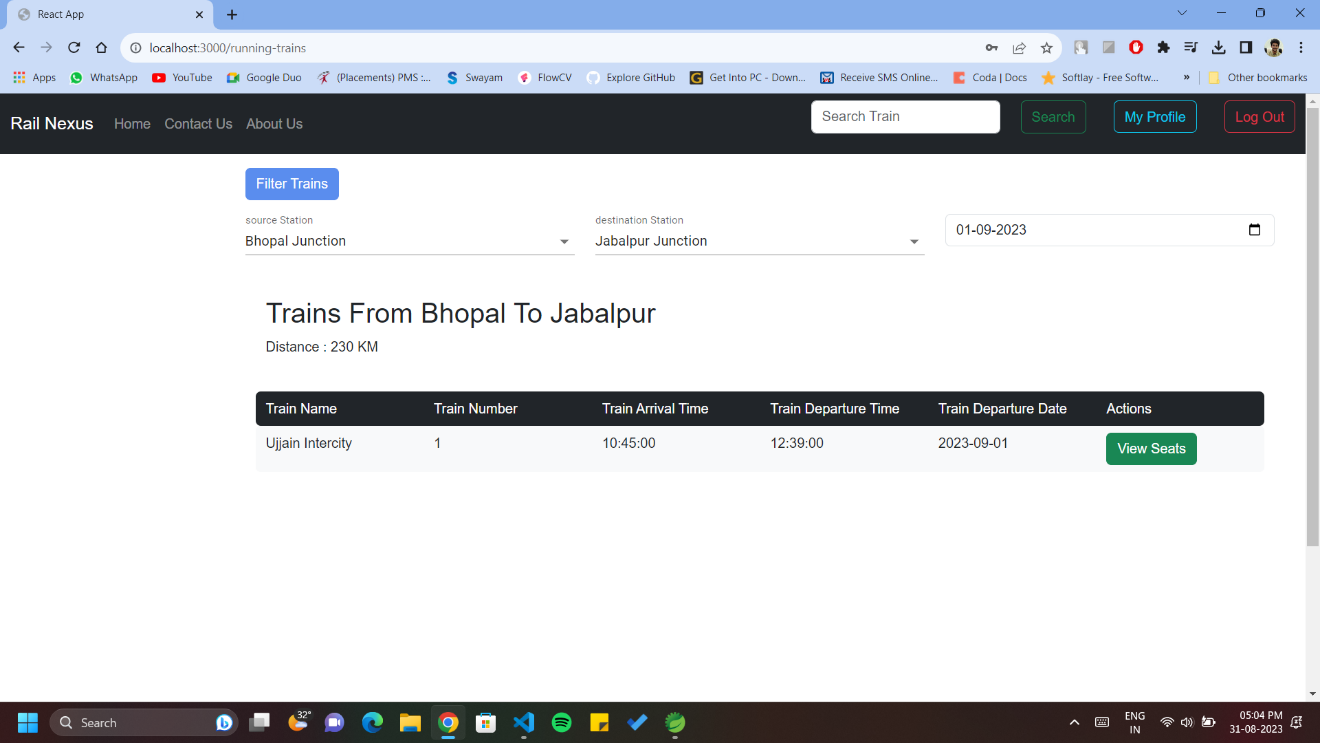 React App
localhost:3000/running-trains
Apps WhatsApp YouTube Google Duo (Placements) PMS :... Swayam FlowCV Explore GitHub Get Into PC - Down... Receive SMS Online... Coda | Docs Softlay - Free Softw... » Other bookmarks
Rail Nexus Home Contact Us About Us Search Train Search My Profile Log Out
Filter Trains
source Station destination Station
Bhopal Junction Jabalpur Junction 01-09-2023
Trains From Bhopal To Jabalpur
Distance : 230 KM
Train Name Train Number Train Arrival Time Train Departure Time Train Departure Date Actions
Ujjain Intercity 1 10:45:00 12:39:00 2023-09-01 View Seats
Search 32° ENG 05:04 PM
IN 31-08-2023